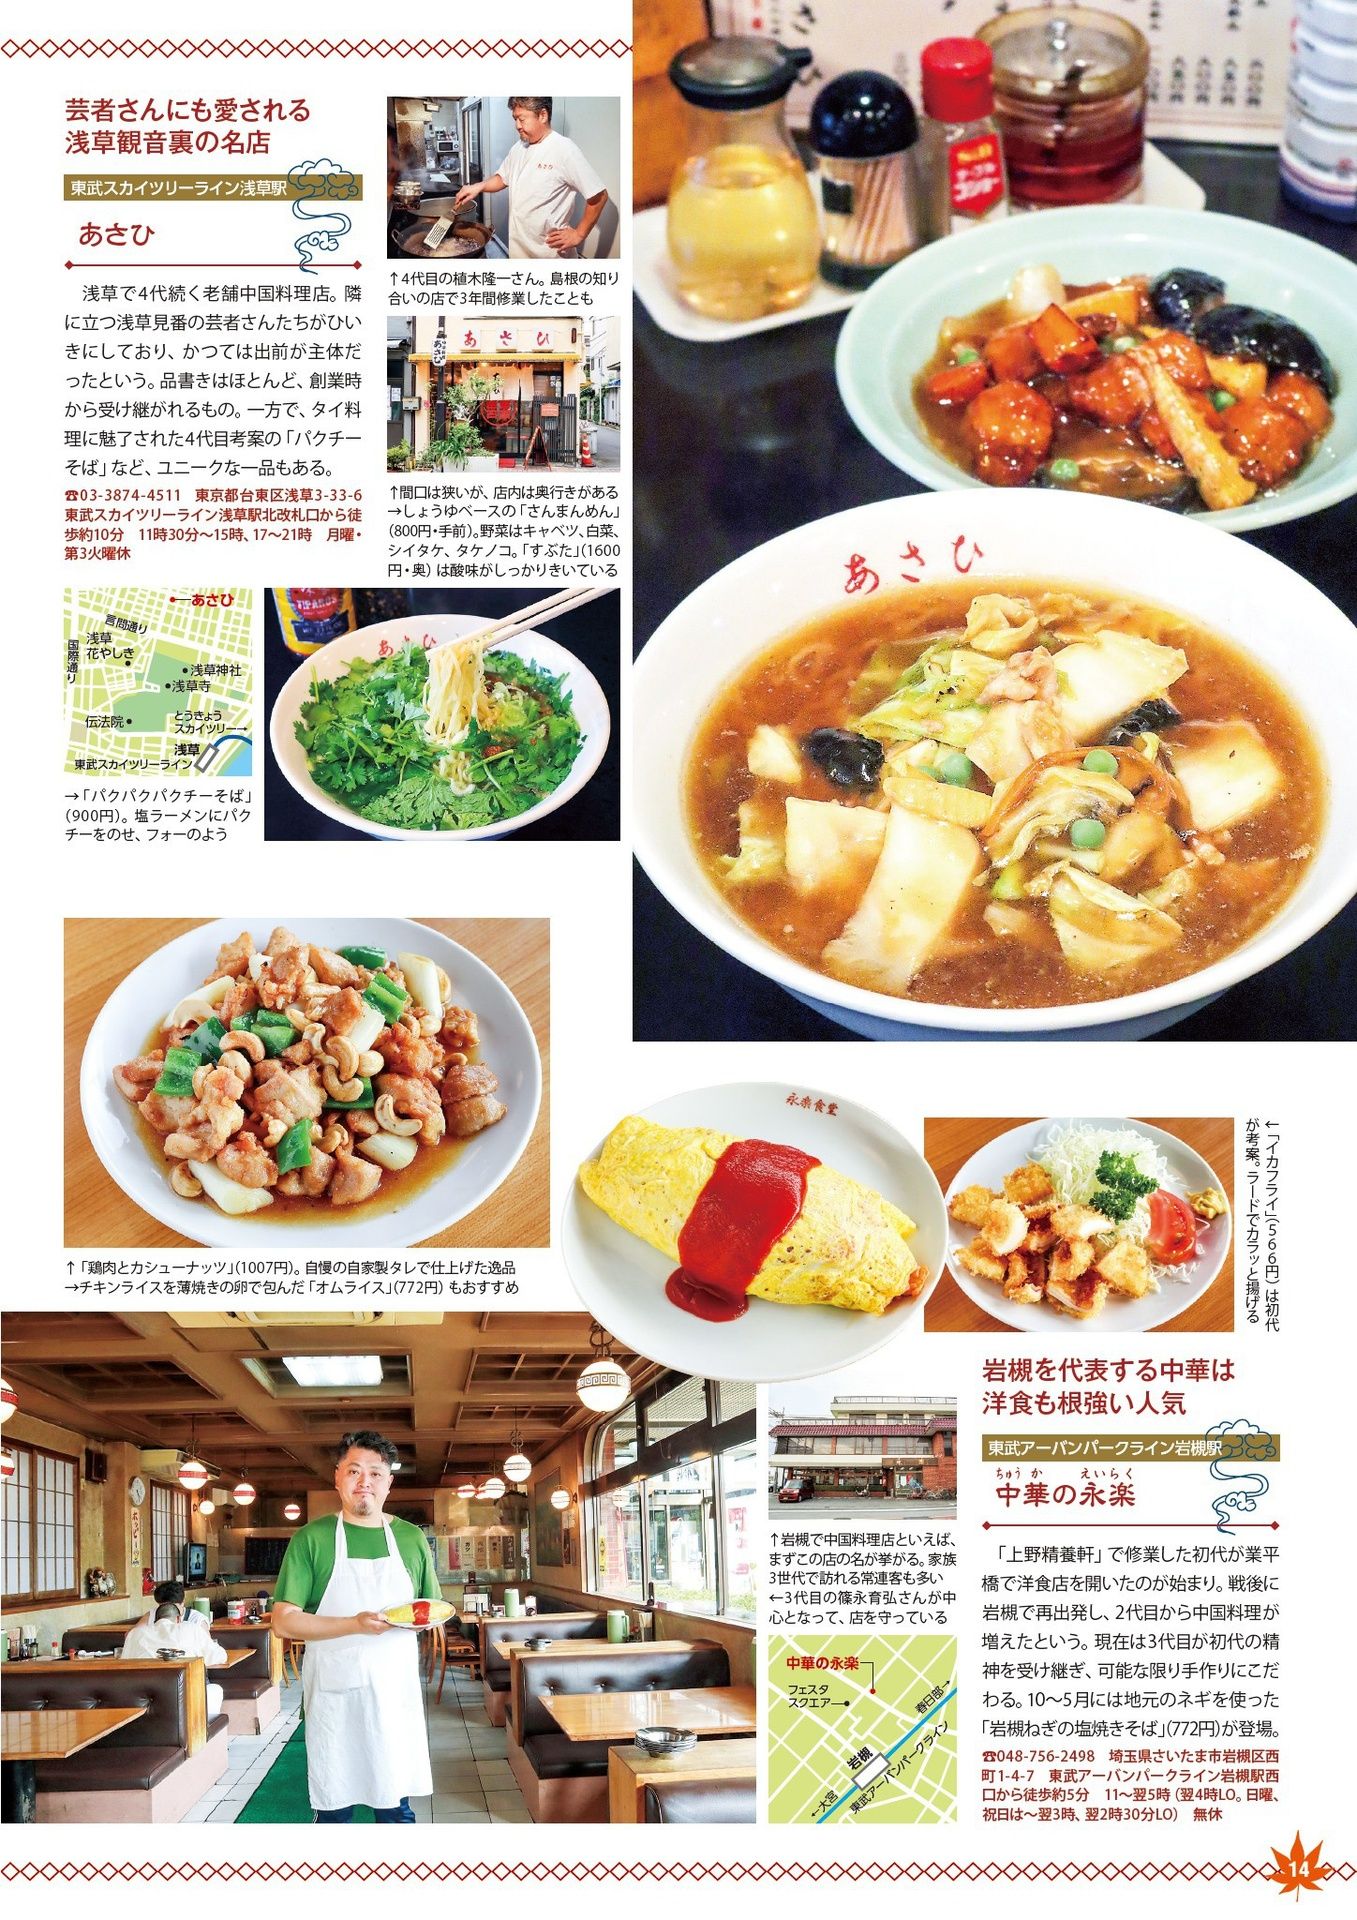 芸者さんにも愛される
浅草観音裏の名店
東武スカイツリーライン浅草駅
あさひ
浅草で4代続く老舗中国料理店。隣
に立つ浅草見番の芸者さんたちがひい
きにしており、かつては出前が主体だ
ったという。品書きはほとんど、創業時
から受け継がれるもの。一方で、タイ料
理に魅了された4代目考案の「パクチー
そば」など、ユニークな一品もある。
☎03-3874-4511 東京都台東区浅草3-33-6
東武スカイツリーライン浅草駅北改札口から徒
歩約10分 11時30分〜15時、17〜21時 月曜・
第3火曜休
あさひ
↑4代目の植木隆一さん。島根の知り
合いの店で3年間修業したことも
あさひ
あさひ
↑間口は狭いが、店内は奥行きがある
→しょうゆベースの「さんまんめん」
(800円・手前)。野菜はキャベツ、白菜、
シイタケ、タケノコ。「すぶた」(1600
円・奥)は酸味がしっかりきいている
あさひ
言問通り
国際通り
浅草
花やしき
浅草神社
浅草寺
伝法院
とうきょう
スカイツリー→
浅草
東武スカイツリーライン
→「パクパクパクチーそば」
(900円)。塩ラーメンにパク
チーをのせ、フォーのよう
TIPAROS
あさひ
S&B
あさひ
↑「鶏肉とカシューナッツ」(1007円)。自慢の自家製タレで仕上げた逸品
→チキンライスを薄焼きの卵で包んだ「オムライス」(772円)もおすすめ
永楽食堂
←「イカフライ」(566円)は初代
が考案。ラードでカラッと揚げる
岩槻を代表する中華は
洋食も根強い人気
東武アーバンパークライン岩槻駅
ちゅう か えいらく
中華の永楽
「上野精養軒」で修業した初代が業平
橋で洋食店を開いたのが始まり。戦後に
岩槻で再出発し、2代目から中国料理が
増えたという。現在は3代目が初代の精
神を受け継ぎ、可能な限り手作りにこだ
わる。10〜5月には地元のネギを使った
「岩槻ねぎの塩焼きそば」(772円)が登場。
☎048-756-2498 埼玉県さいたま市岩槻区西
町1-4-7 東武アーバンパークライン岩槻駅西
口から徒歩約5分 11〜翌5時(翌4時LO。日曜、
祝日は〜翌3時、翌2時30分LO) 無休
↑岩槻で中国料理店といえば、
まずこの店の名が挙がる。家族
3世代で訪れる常連客も多い
←3代目の篠永育弘さんが中
心となって、店を守っている
中華の永楽
フェスタ
スクエア
春日部→
岩槻
東武アーバンパークライン
←大宮
14